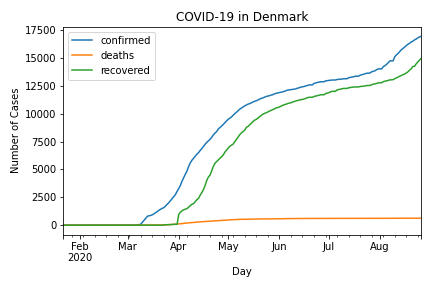 COVID-19 in Denmark
17500
15000
12500
10000
7500
5000
2500
0
Number of Cases
confirmed
deaths
recovered
Feb
2020
Mar
Apr
May
Jun
Jul
Aug
Day